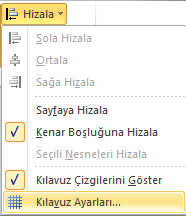 Hizala
Sola Hizala
Ortala
Sağa Hizala
Sayfaya Hizala
Kenar Boşluğuna Hizala
Seçili Nesneleri Hizala
Kılavuz Çizgilerini Göster
Kılavuz Ayarları...